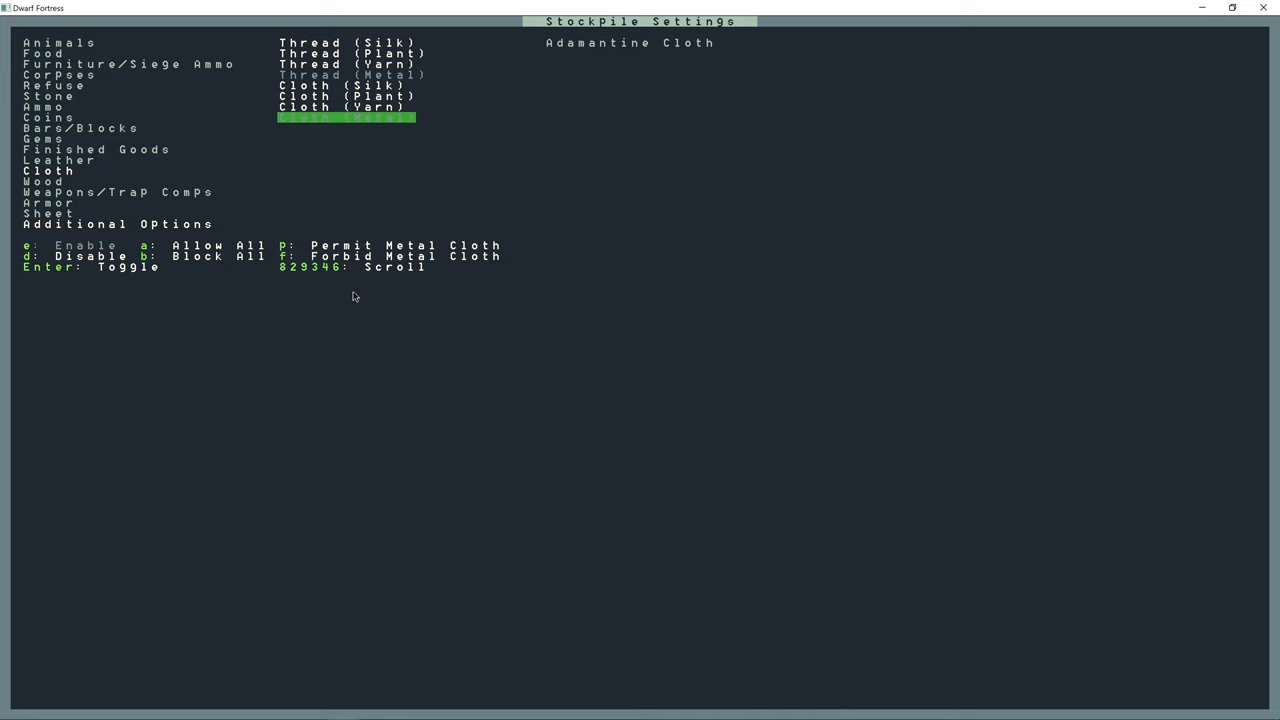 Dwarf Fortress
Stockpile Settings
Animals
Food
Furniture/Siege Ammo
Corpses
Refuse
Stone
Ammo
Coins
Bars/Blocks
Gems
Finished Goods
Leather
Cloth
Wood
Weapons/Trap Comps
Armor
Sheet
Additional Options
Thread (Silk)
Thread (Plant)
Thread (Yarn)
Thread (Metal)
Cloth (Silk)
Cloth (Plant)
Cloth (Yarn)
Cloth (Metal)
Adamantine Cloth
e: Enable a: Allow All p: Permit Metal Cloth
d: Disable b: Block All f: Forbid Metal Cloth
Enter: Toggle 829346: Scroll